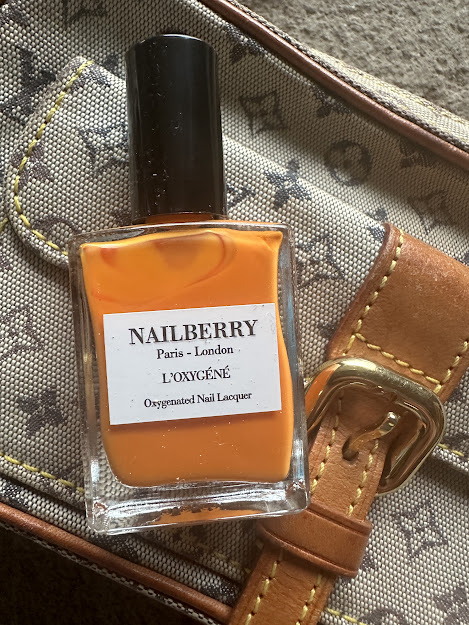 NAILBERRY
Paris - London
L'OXYGÉNÉ
Oxygenated Nail Lacquer